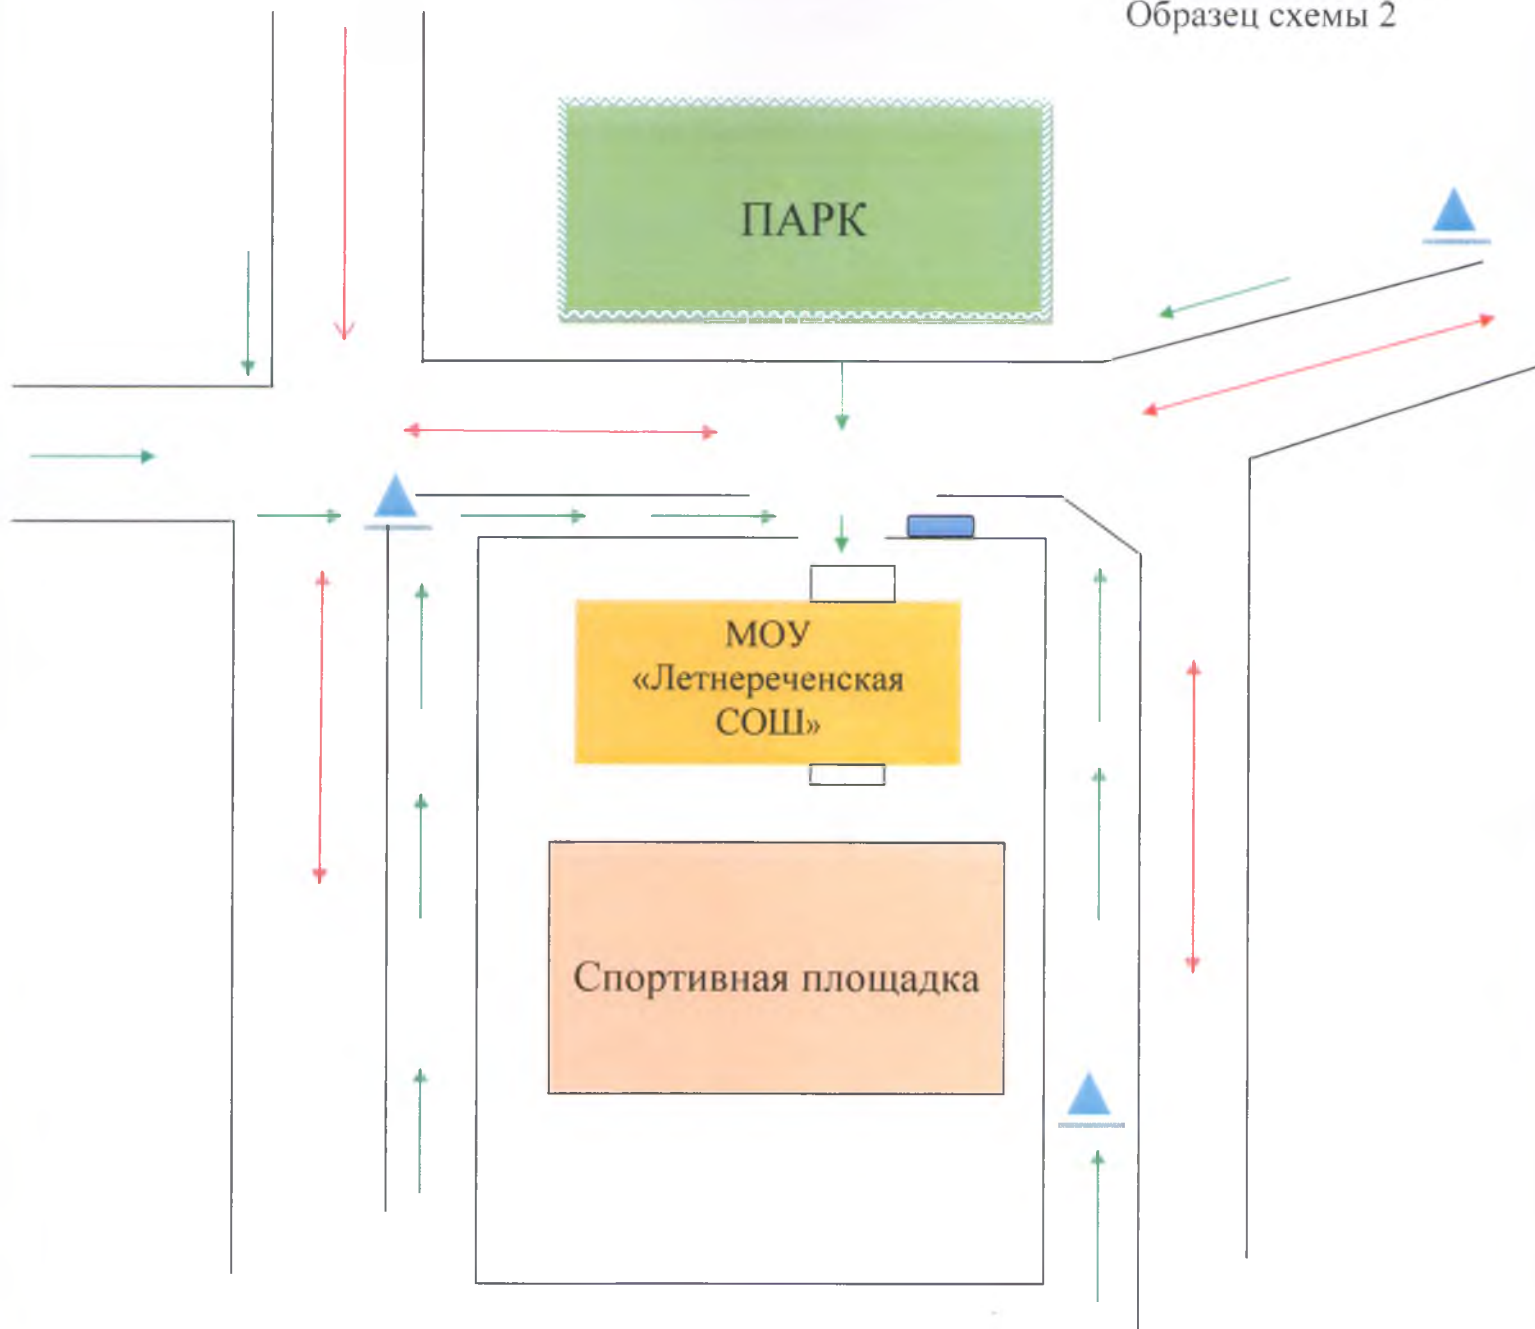 Образец схемы 2
ПАРК
МОУ
«Летнереченская
СОШ»
Спортивная площадка